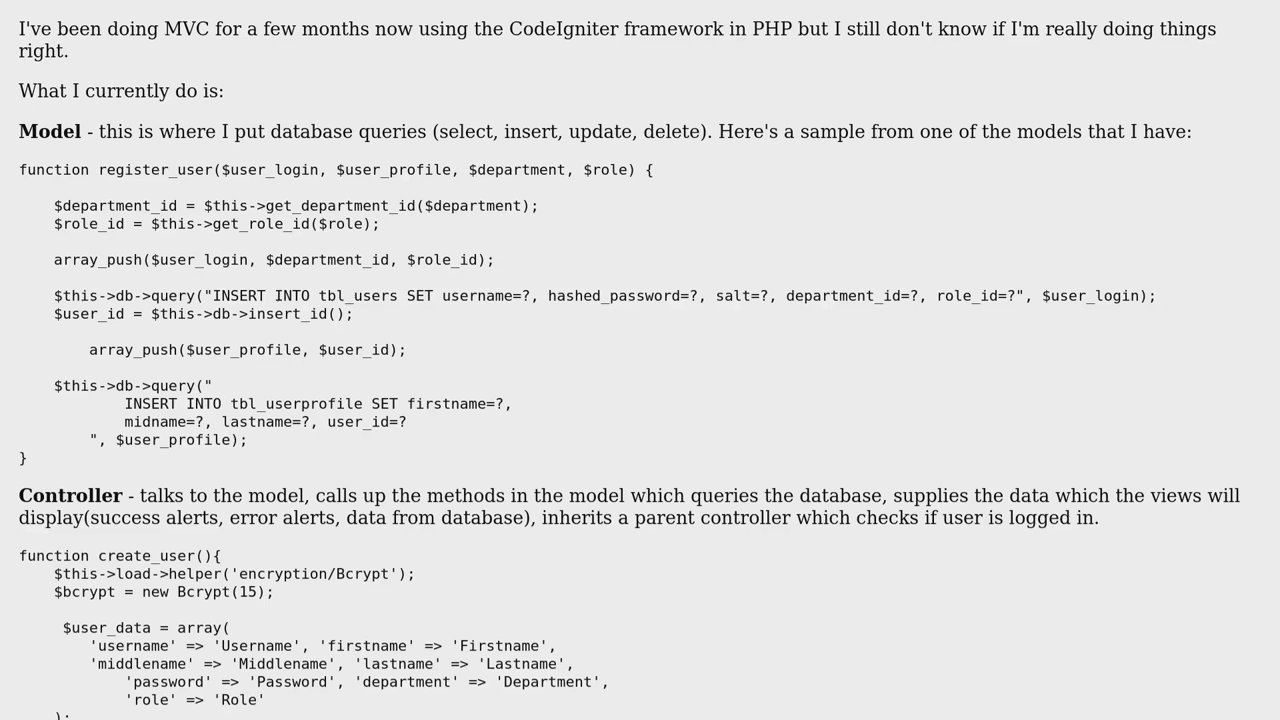 I've been doing MVC for a few months now using the CodeIgniter framework in PHP but I still don't know if I'm really doing things
right.
What I currently do is:
Model - this is where I put database queries (select, insert, update, delete). Here's a sample from one of the models that I have:
function register_user($user_login, $user_profile, $department, $role) {
    $department_id = $this->get_department_id($department);
    $role_id = $this->get_role_id($role);
    array_push($user_login, $department_id, $role_id);
    $this->db->query("INSERT INTO tbl_users SET username=?, hashed_password=?, salt=?, department_id=?, role_id=?", $user_login);
    $user_id = $this->db->insert_id();
        array_push($user_profile, $user_id);
    $this->db->query("
            INSERT INTO tbl_userprofile SET firstname=?,
            midname=?, lastname=?, user_id=?
        ", $user_profile);
}
Controller - talks to the model, calls up the methods in the model which queries the database, supplies the data which the views will
display(success alerts, error alerts, data from database), inherits a parent controller which checks if user is logged in.
function create_user(){
    $this->load->helper('encryption/Bcrypt');
    $bcrypt = new Bcrypt(15);
     $user_data = array(
        'username' => 'Username', 'firstname' => 'Firstname',
        'middlename' => 'Middlename', 'lastname' => 'Lastname',
            'password' => 'Password', 'department' => 'Department',
            'role' => 'Role'
    );